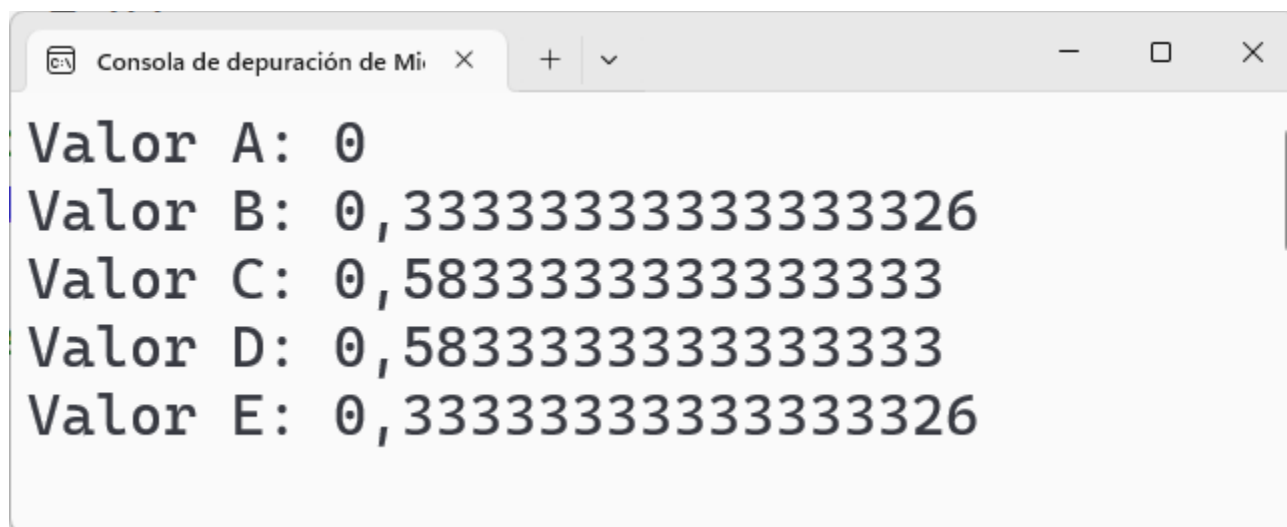 Consola de depuración de Mi
Valor A: 0
Valor B: 0,33333333333333326
Valor C: 0,5833333333333333
Valor D: 0,5833333333333333
Valor E: 0,33333333333333326